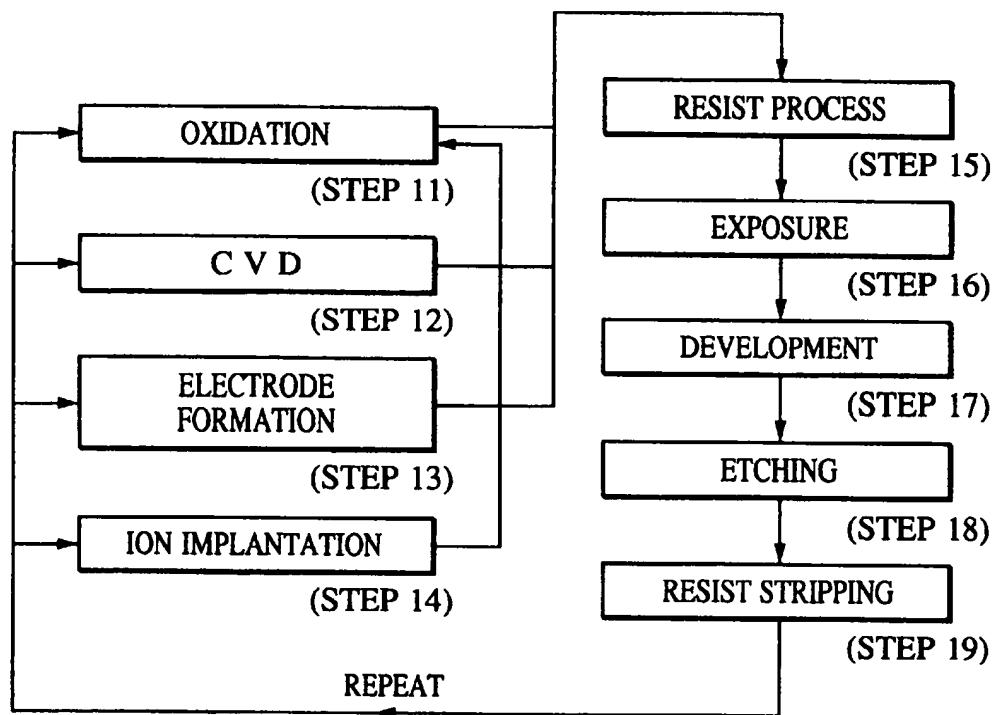 OXIDATION
(STEP 11)
C V D
(STEP 12)
ELECTRODE
FORMATION
(STEP 13)
ION IMPLANTATION
(STEP 14)
RESIST PROCESS
(STEP 15)
EXPOSURE
(STEP 16)
DEVELOPMENT
(STEP 17)
ETCHING
(STEP 18)
RESIST STRIPPING
(STEP 19)
REPEAT